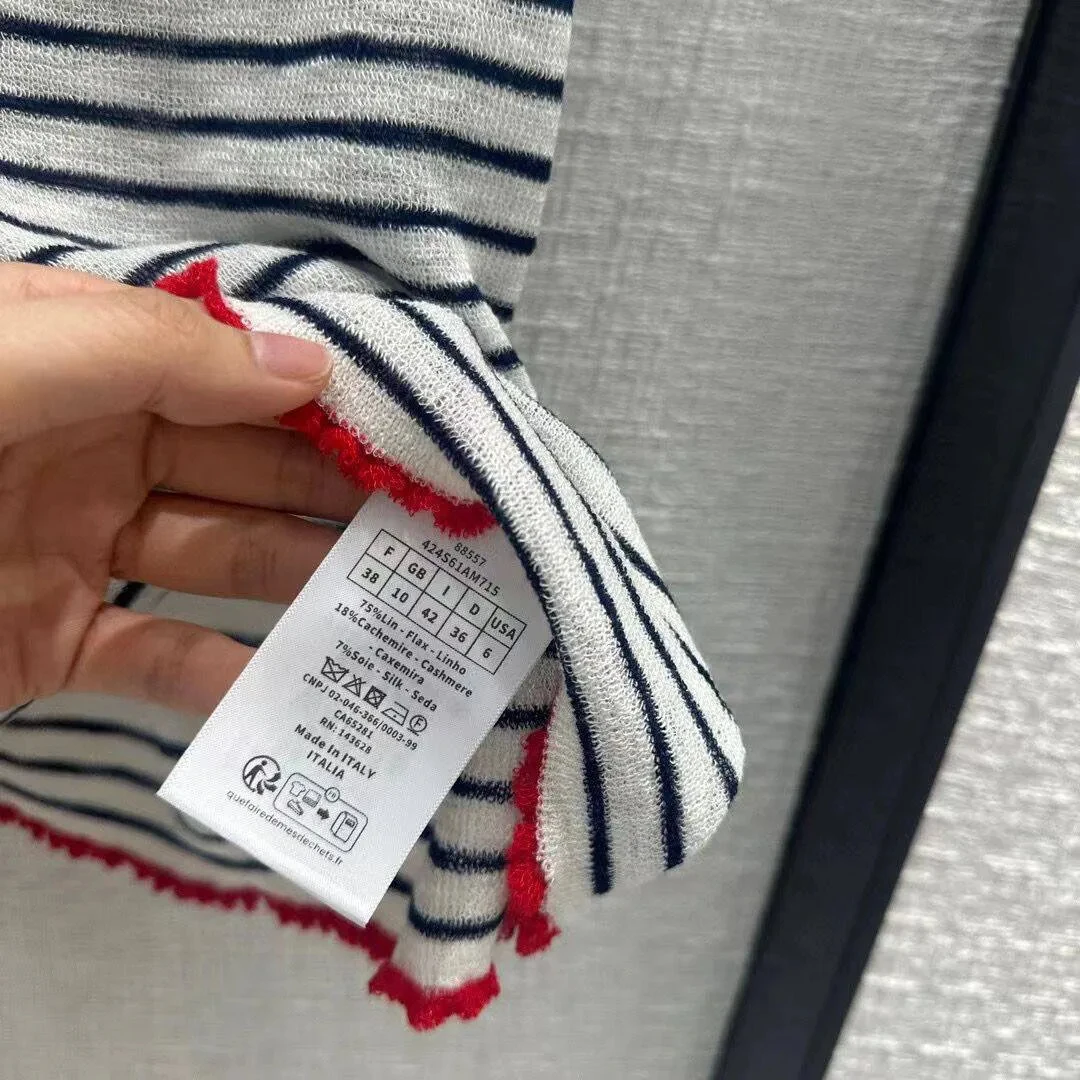 88557
424S61AM715
F GB I D USA
38 10 42 36 6
75%Lin - Flax - Linho
18%Cachemire - Cashmere
- Caxemira
7%Soie - Silk - Seda
CNPJ 02-046-366/0003-99
CA65281
RN: 143628
Made In ITALY
ITALIA
FR
quefairedemesdechets.fr